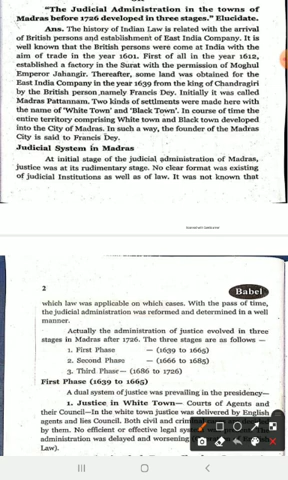 "The Judicial Administration in the towns of
Madras before 1726 developed in three stages." Elucidate.
Ans. The history of Indian Law is related with the arrival
of British persons and establishment of East India Company. It is
well known that the British persons were come at India with the
aim of trade in the year 1601. First of all in the year 1612,
established a factory in the Surat with the permission of Moghul
Emperor Jahangir. Thereafter, some land was obtained for the
East India Company in the year 1639 from the king of Chandragiri
by the British person namely Francis Dey. Initially it was called
Madras Pattannam. Two kinds of settlments were made here with
the name of 'White Town' and 'Black Town'. In course of time the
entire territory comprising White town and Black town developed
into the City of Madras. In such a way, the founder of the Madras
City is said to Francis Dey.
Judicial System in Madras
At initial stage of the judicial administration of Madras,
justice was at its rudimentary stage. No clear format was existing
of judicial Institutions as well as of law. It was not known that
2
Babel
which law was applicable on which cases. With the pass of time,
the judicial administration was reformed and determined in a well
manner.
Actually the administration of justice evolved in three
stages in Madras after 1726. The three stages are as follows —
1. First Phase — (1639 to 1665)
2. Second Phase — (1666 to 1685)
3. Third Phase — (1686 to 1726)
First Phase (1639 to 1665)
A dual system of justice was prevailing in the presidency—
1. Justice in White Town — Courts of Agents and
their Council—In the white town justice was delivered by English
agents and lies Council. Both civil and
by them. No efficient or effective legal
administration was delayed and worsening
Law).